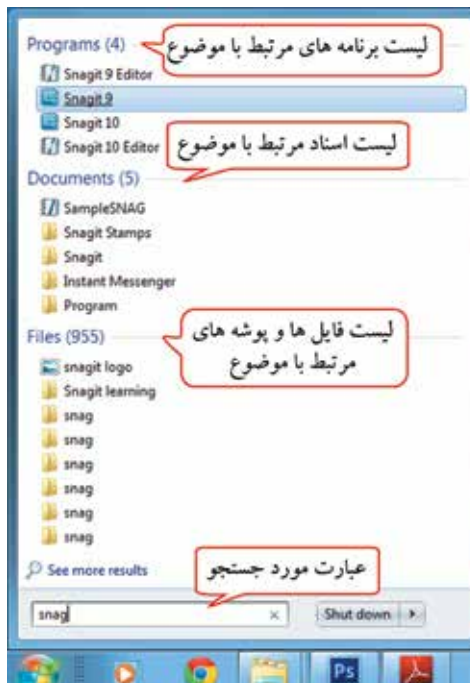 Programs (4)
لیست برنامه های مرتبط با موضوع
Snagit 9 Editor
Snagit 9
Snagit 10
Snagit 10 Editor
لیست اسناد مرتبط با موضوع
Documents (5)
SampleSNAG
Snagit Stamps
Snagit
Instant Messenger
Program
Files (955)
لیست فایل ها و پوشه های
مرتبط با موضوع
snagit logo
Snagit learning
snag
snag
snag
snag
snag
snag
See more results
عبارت مورد جستجو
snag
Shut down
Ps